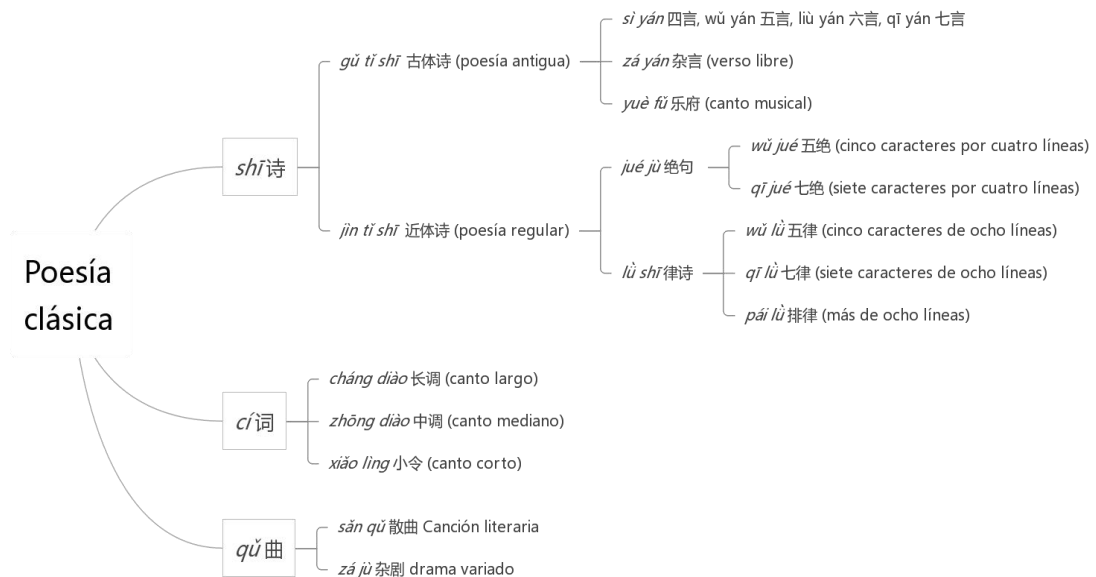 Poesía
clásica
shī 诗
gǔ tǐ shī 古体诗 (poesía antigua)
sì yán 四言, wǔ yán 五言, liù yán 六言, qī yán 七言
zá yán 杂言 (verso libre)
yuè fǔ 乐府 (canto musical)
jìn tǐ shī 近体诗 (poesía regular)
jué jù 绝句
wǔ jué 五绝 (cinco caracteres por cuatro líneas)
qī jué 七绝 (siete caracteres por cuatro líneas)
lǜ shī 律诗
wǔ lǜ 五律 (cinco caracteres de ocho líneas)
qī lǜ 七律 (siete caracteres de ocho líneas)
pái lǜ 排律 (más de ocho líneas)
cí 词
cháng diào 长调 (canto largo)
zhōng diào 中调 (canto mediano)
xiǎo lìng 小令 (canto corto)
qǔ 曲
sǎn qǔ 散曲 Canción literaria
zá jù 杂剧 drama variado